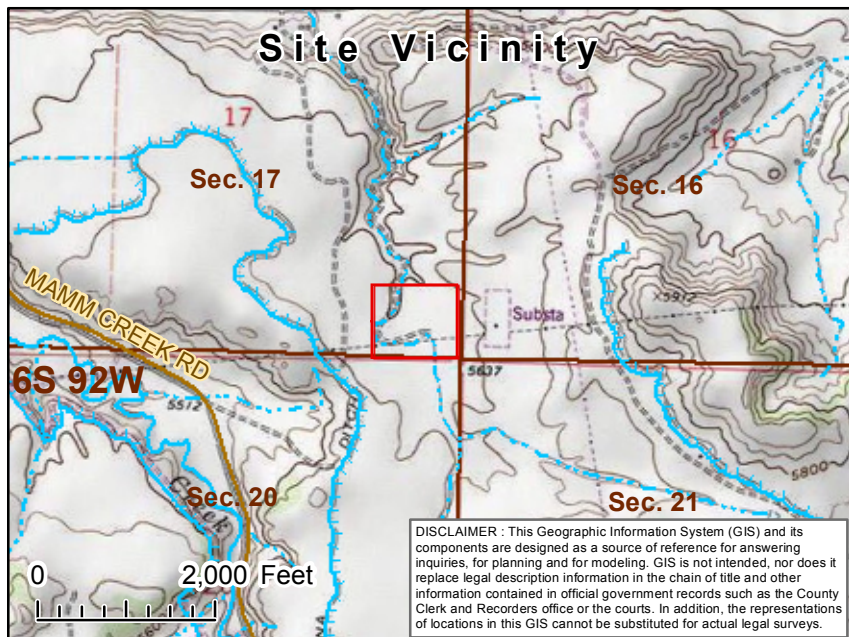 Site Vicinity
17
Sec. 17
16
Sec. 16
MAMM CREEK RD
×5912
Substa
5637
6S 92W
5512
DITCH
Creek
Sec. 20
5800
Sec. 21
0 2,000 Feet
DISCLAIMER : This Geographic Information System (GIS) and its
components are designed as a source of reference for answering
inquiries, for planning and for modeling. GIS is not intended, nor does it
replace legal description information in the chain of title and other
information contained in official government records such as the County
Clerk and Recorders office or the courts. In addition, the representations
of locations in this GIS cannot be substituted for actual legal surveys.